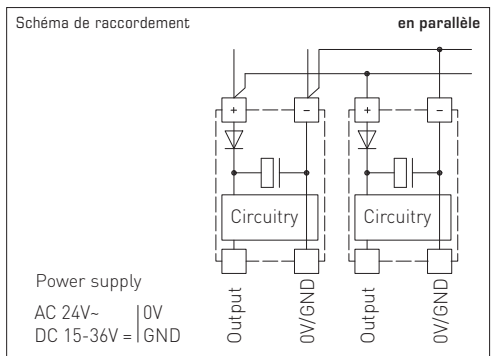 Schéma de raccordement
en parallèle
+ − + −
Circuitry Circuitry
Output 0V/GND Output 0V/GND
Power supply
AC 24V~ | 0V
DC 15-36V = | GND